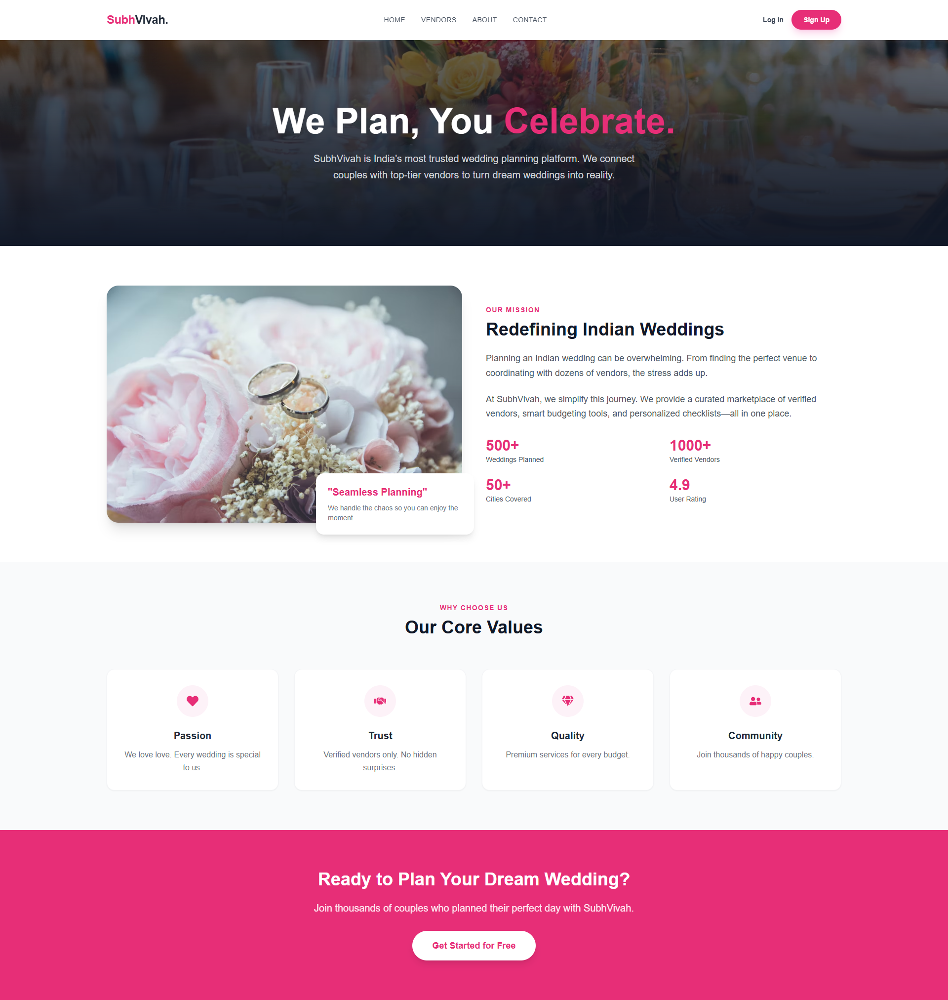 SubhVivah.
HOME VENDORS ABOUT CONTACT
Log In
Sign Up
We Plan, You Celebrate.
SubhVivah is India's most trusted wedding planning platform. We connect
couples with top-tier vendors to turn dream weddings into reality.
OUR MISSION
Redefining Indian Weddings
Planning an Indian wedding can be overwhelming. From finding the perfect venue to
coordinating with dozens of vendors, the stress adds up.
At SubhVivah, we simplify this journey. We provide a curated marketplace of verified
vendors, smart budgeting tools, and personalized checklists—all in one place.
500+
Weddings Planned
1000+
Verified Vendors
50+
Cities Covered
4.9
User Rating
"Seamless Planning"
We handle the chaos so you can enjoy the
moment.
WHY CHOOSE US
Our Core Values
Passion
We love love. Every wedding is special
to us.
Trust
Verified vendors only. No hidden
surprises.
Quality
Premium services for every budget.
Community
Join thousands of happy couples.
Ready to Plan Your Dream Wedding?
Join thousands of couples who planned their perfect day with SubhVivah.
Get Started for Free